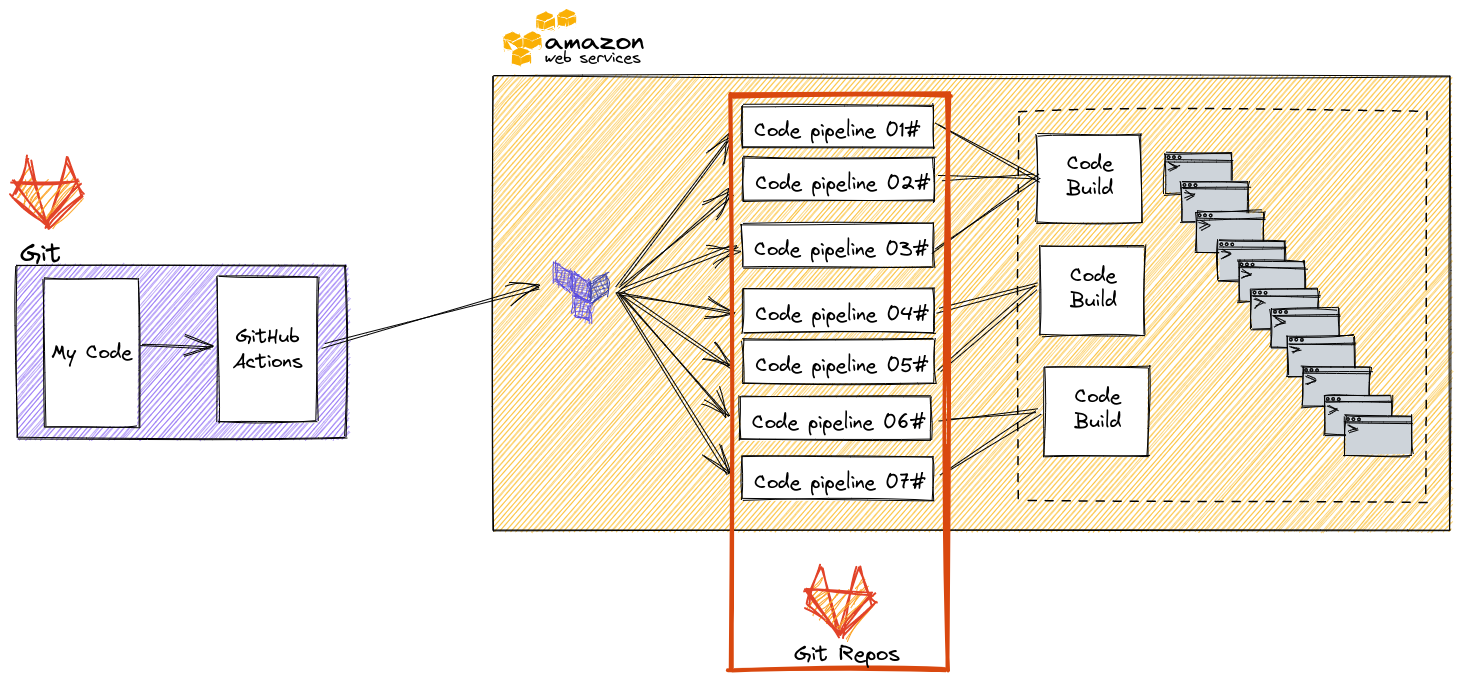 amazon
web services
Git
My Code
GitHub
Actions
Code pipeline 01#
Code pipeline 02#
Code pipeline 03#
Code pipeline 04#
Code pipeline 05#
Code pipeline 06#
Code pipeline 07#
Code
Build
Code
Build
Code
Build
Git Repos